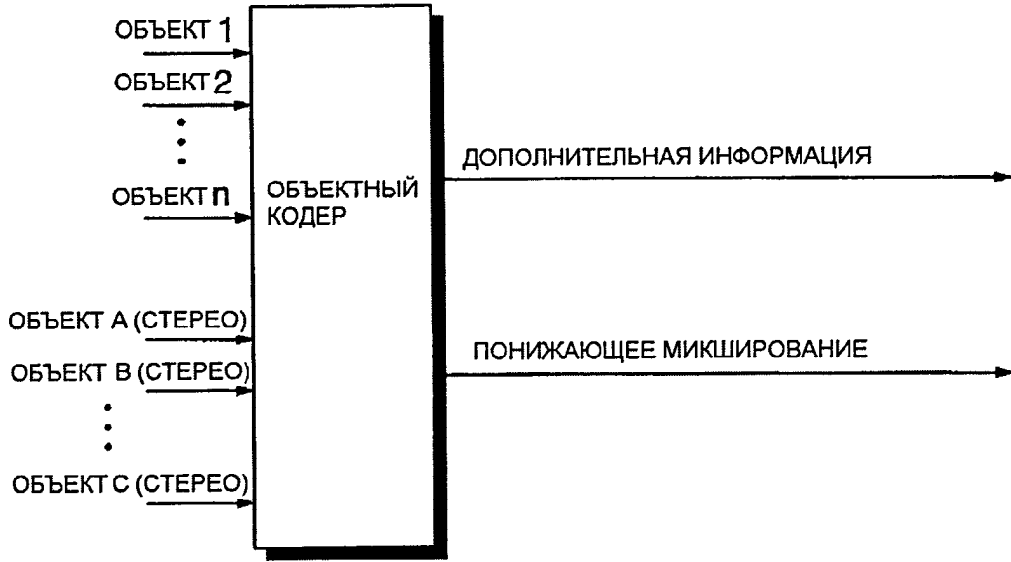 ОБЪЕКТ 1
ОБЪЕКТ 2
ОБЪЕКТ n
ОБЪЕКТ А (СТЕРЕО)
ОБЪЕКТ В (СТЕРЕО)
ОБЪЕКТ С (СТЕРЕО)
ОБЪЕКТНЫЙ
КОДЕР
ДОПОЛНИТЕЛЬНАЯ ИНФОРМАЦИЯ
ПОНИЖАЮЩЕЕ МИКШИРОВАНИЕ